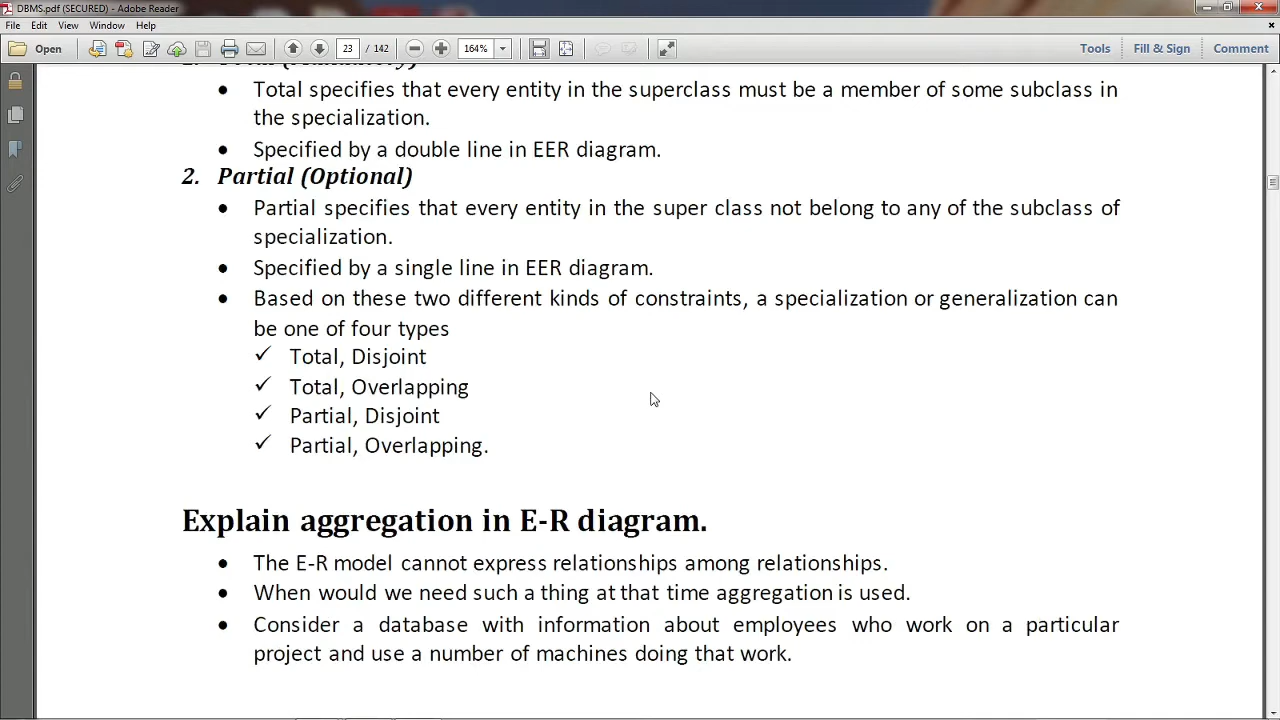 DBMS.pdf (SECURED) - Adobe Reader
File Edit View Window Help
Open 23 / 142 164% Tools Fill & Sign Comment
• Total specifies that every entity in the superclass must be a member of some subclass in
the specialization.
• Specified by a double line in EER diagram.
2. Partial (Optional)
• Partial specifies that every entity in the super class not belong to any of the subclass of
specialization.
• Specified by a single line in EER diagram.
• Based on these two different kinds of constraints, a specialization or generalization can
be one of four types
✓ Total, Disjoint
✓ Total, Overlapping
✓ Partial, Disjoint
✓ Partial, Overlapping.
Explain aggregation in E-R diagram.
• The E-R model cannot express relationships among relationships.
• When would we need such a thing at that time aggregation is used.
• Consider a database with information about employees who work on a particular
project and use a number of machines doing that work.